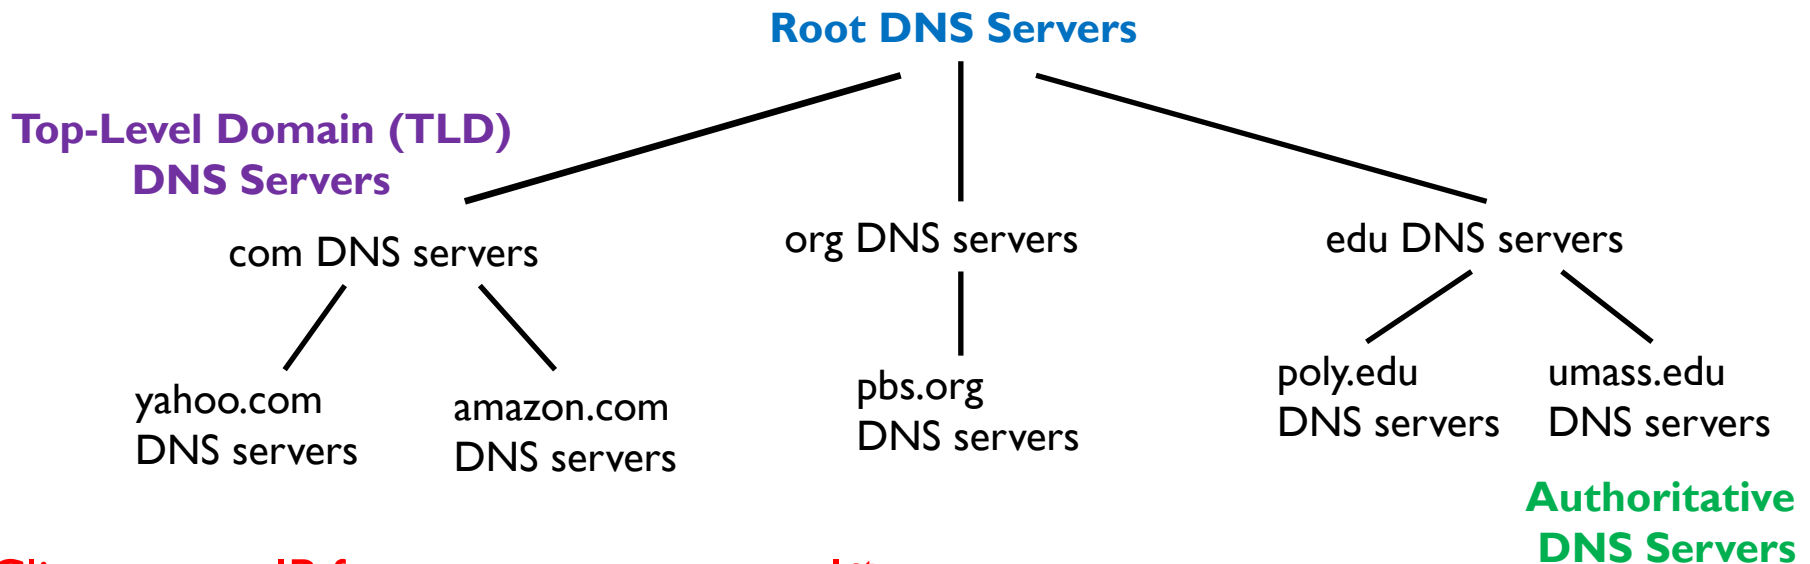 Root DNS Servers
Top-Level Domain (TLD)
DNS Servers
com DNS servers
org DNS servers
edu DNS servers
yahoo.com
DNS servers
amazon.com
DNS servers
pbs.org
DNS servers
poly.edu
DNS servers
umass.edu
DNS servers
Authoritative
DNS Servers